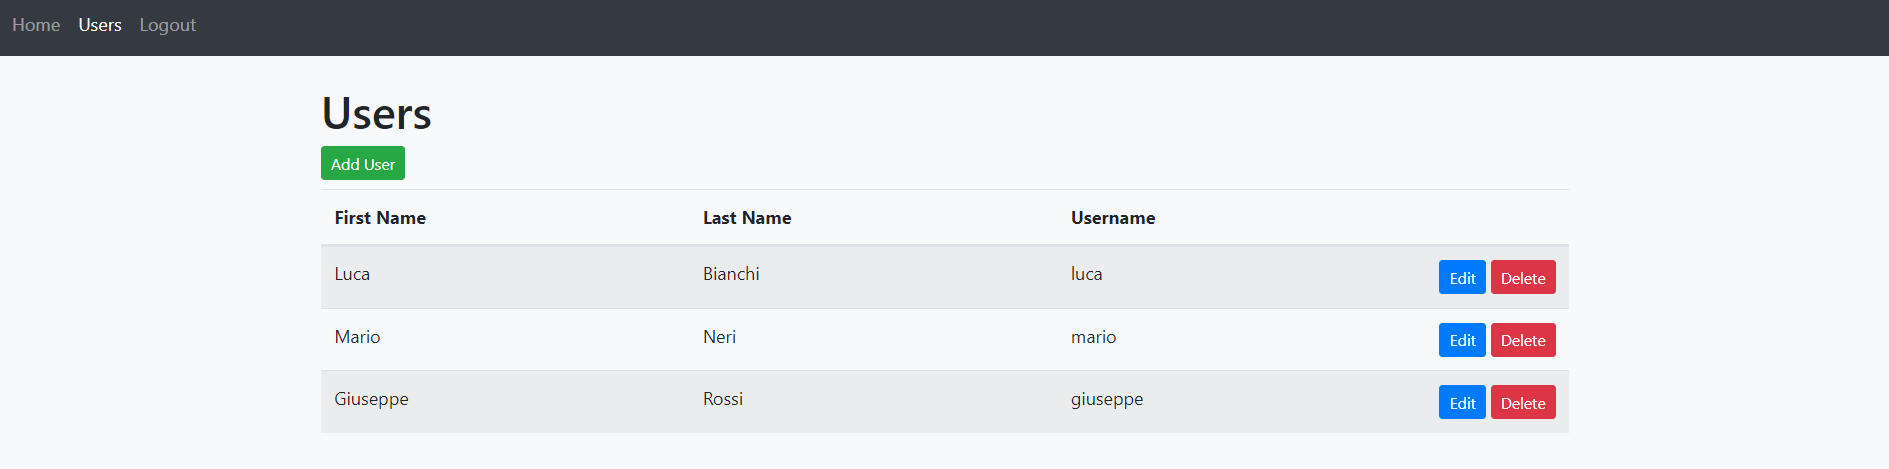 Home Users Logout
Users
Add User
First Name Last Name Username
Luca Bianchi luca Edit Delete
Mario Neri mario Edit Delete
Giuseppe Rossi giuseppe Edit Delete